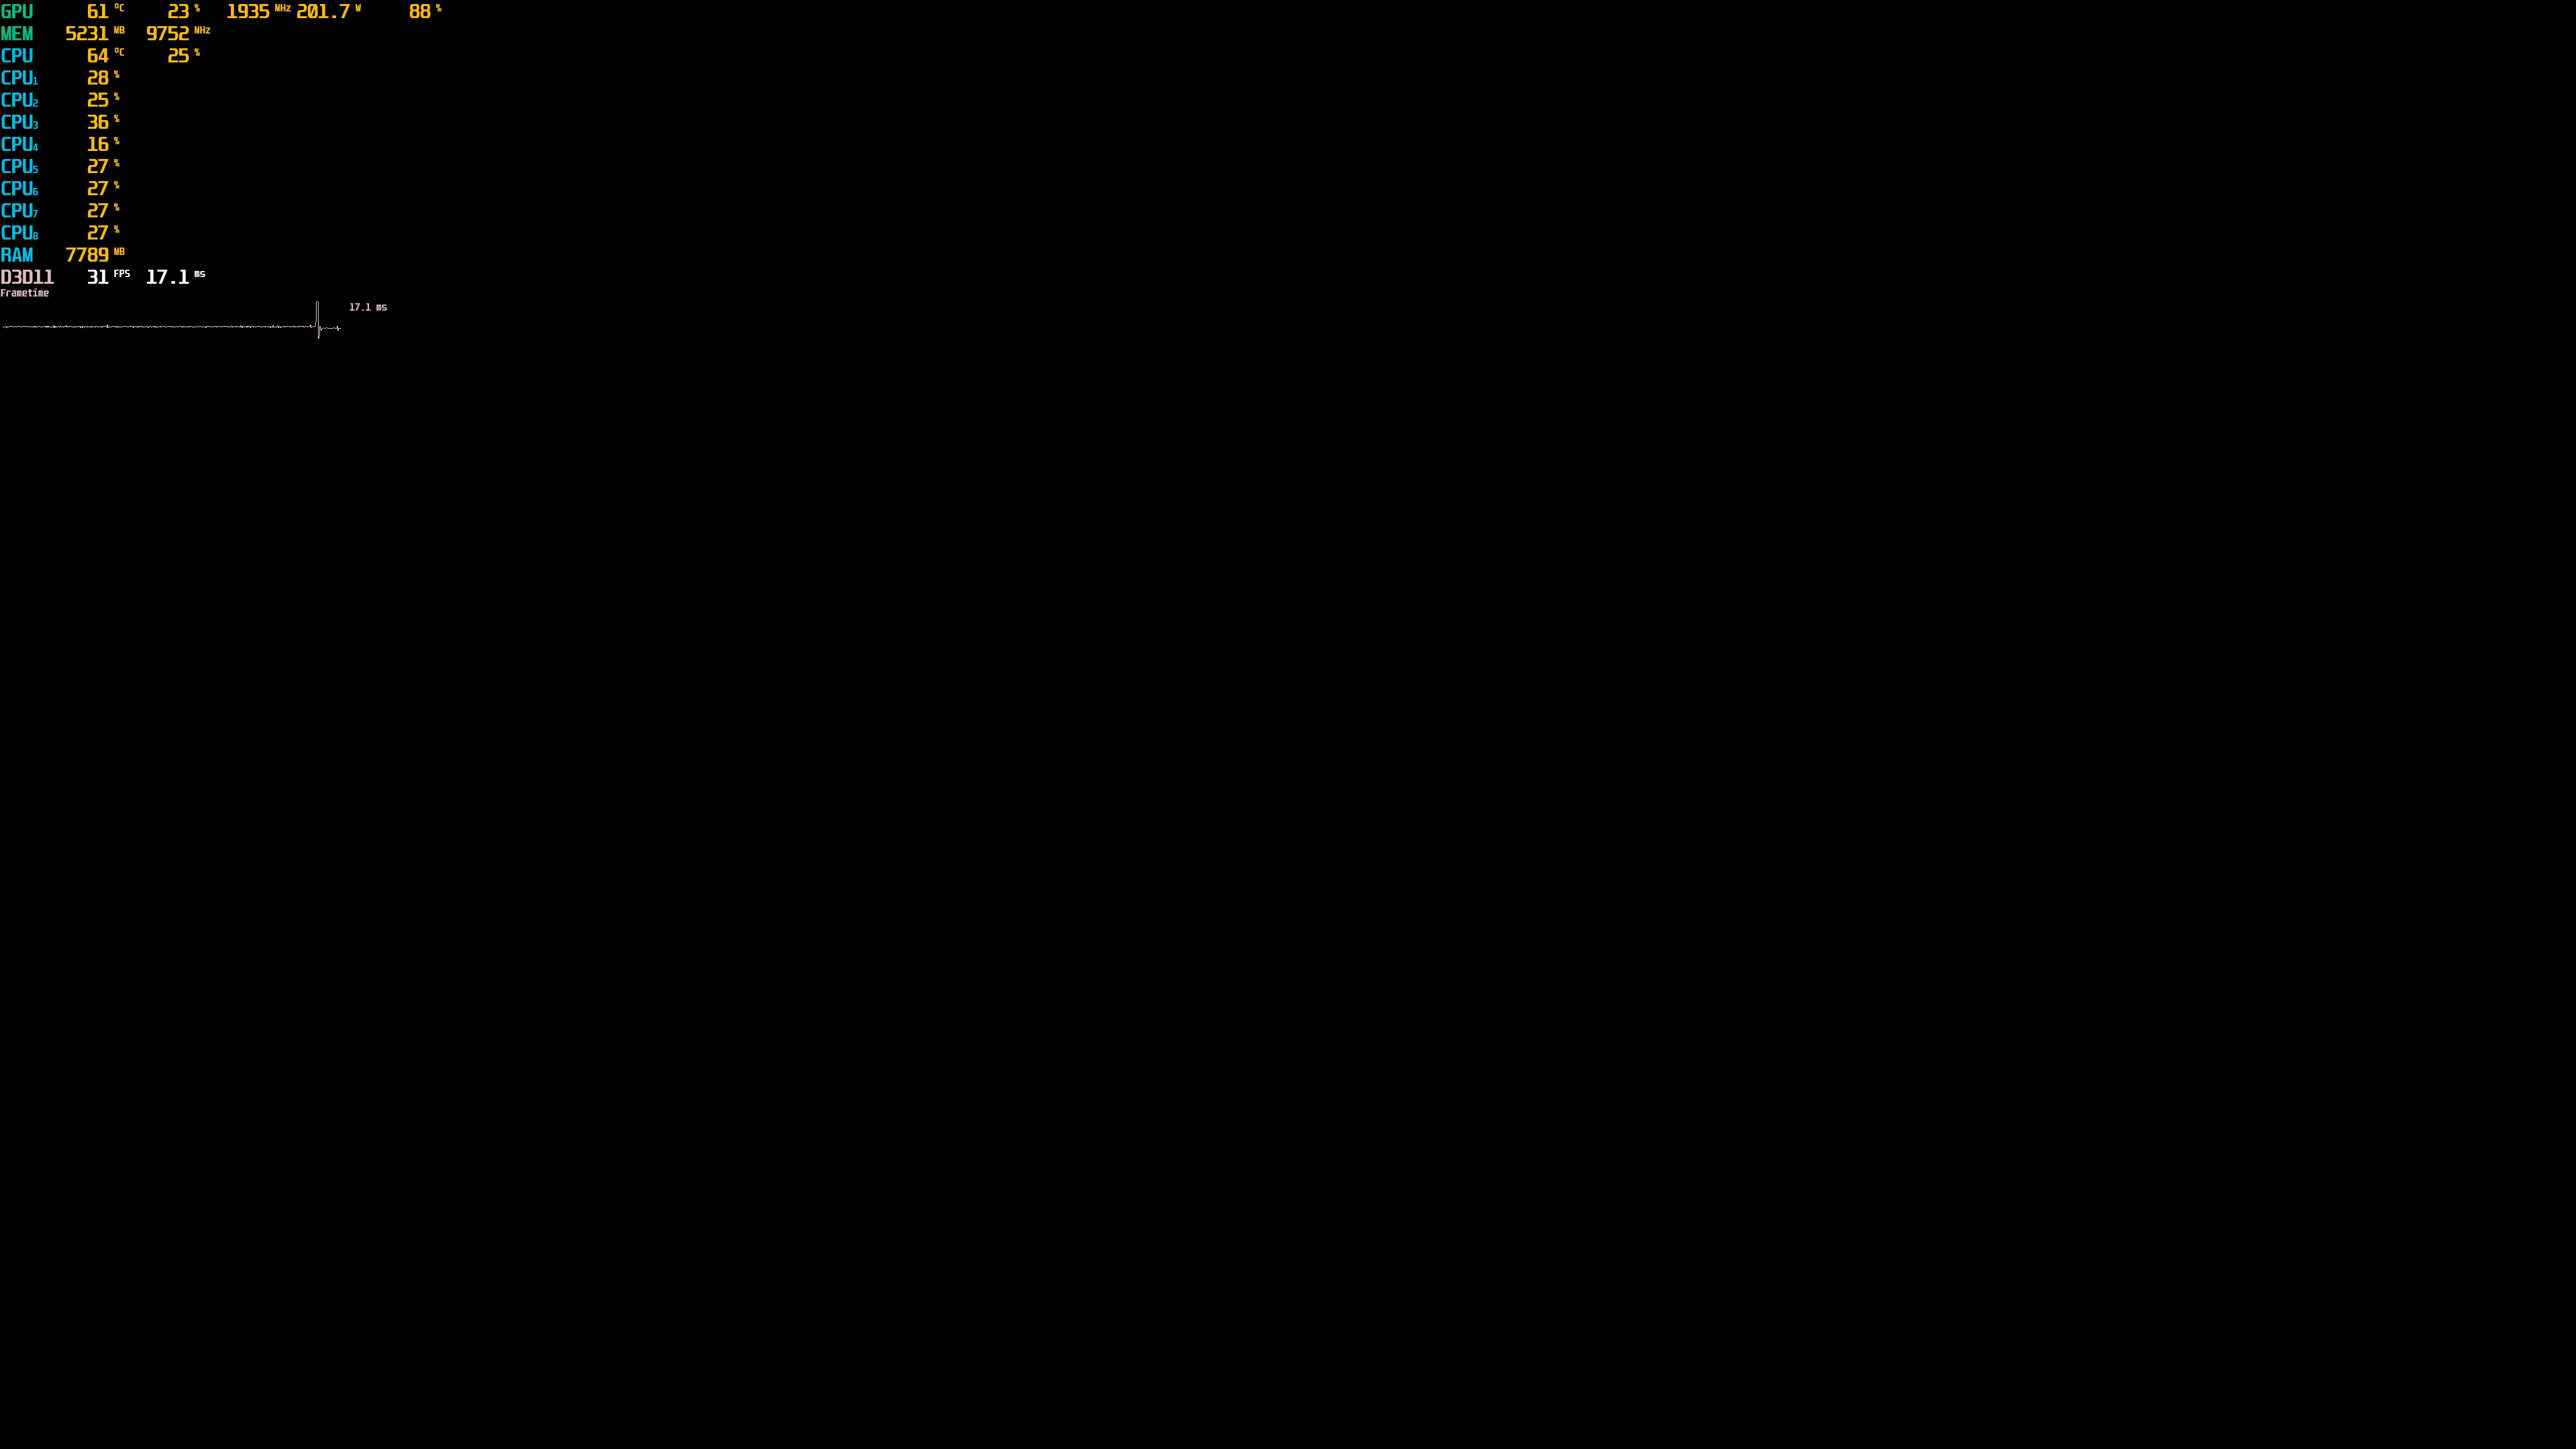 GPU 61 °C 23 % 1935 MHz 201.7 W 88 %
MEM 5231 MB 9752 MHz
CPU 64 °C 25 %
CPU1 28 %
CPU2 25 %
CPU3 36 %
CPU4 16 %
CPU5 27 %
CPU6 27 %
CPU7 27 %
CPU8 27 %
RAM 7789 MB
D3D11 31 FPS 17.1 ms
Frametime
17.1 ms